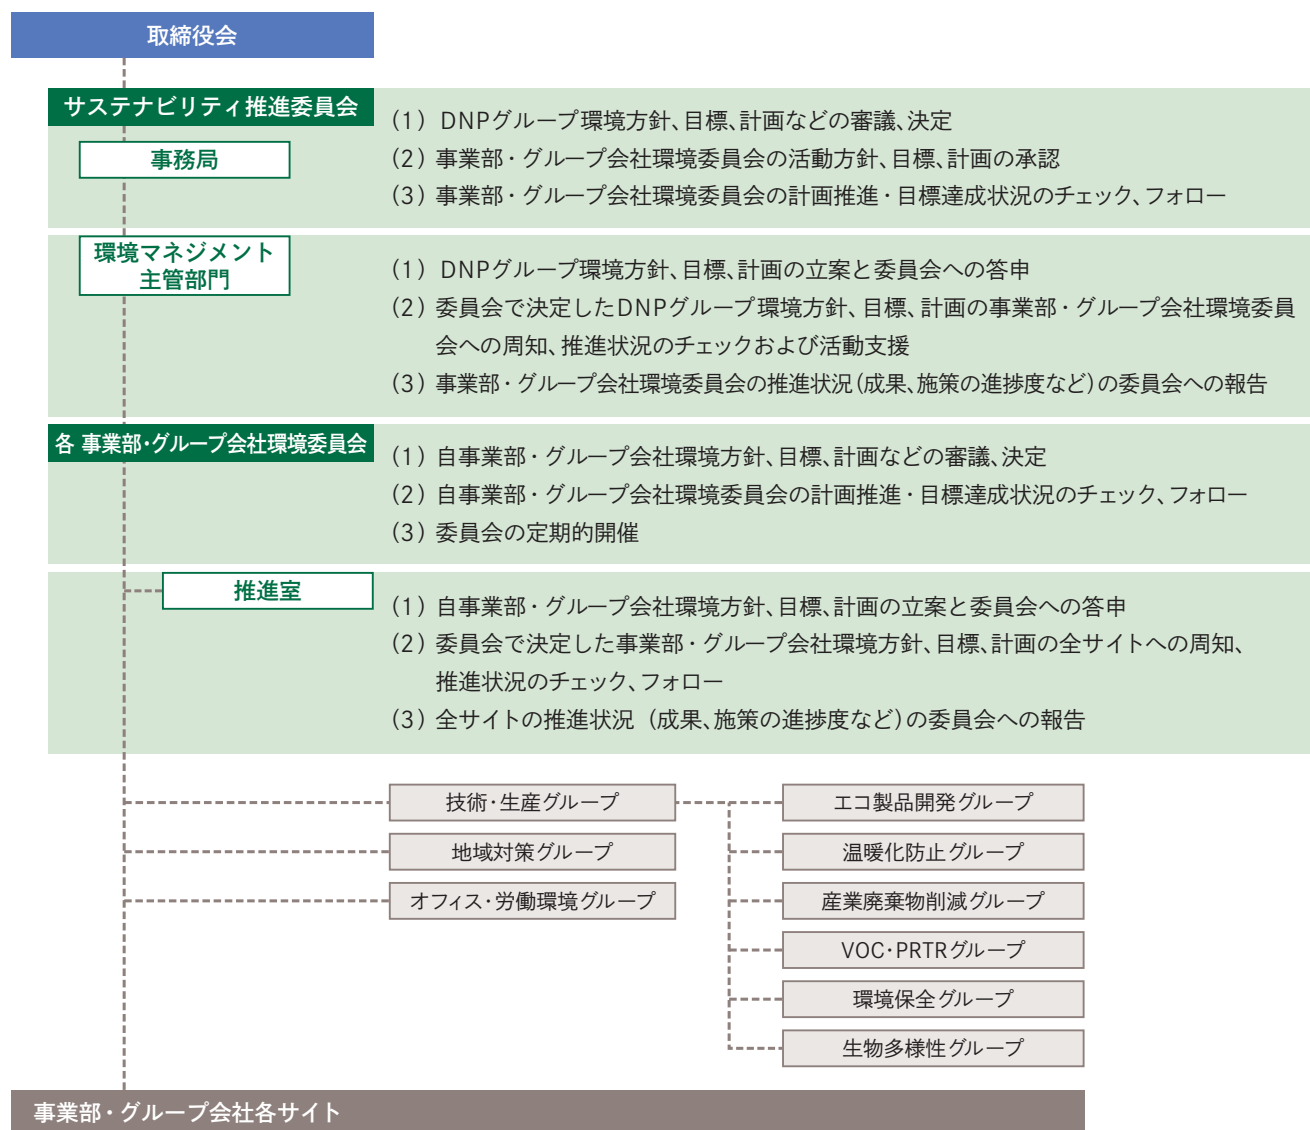 取締役会
サステナビリティ推進委員会
事務局
(1) DNPグループ環境方針、目標、計画などの審議、決定
(2) 事業部・グループ会社環境委員会の活動方針、目標、計画の承認
(3) 事業部・グループ会社環境委員会の計画推進・目標達成状況のチェック、フォロー
環境マネジメント
主管部門
(1) DNPグループ環境方針、目標、計画の立案と委員会への答申
(2) 委員会で決定したDNPグループ環境方針、目標、計画の事業部・グループ会社環境委員
会への周知、推進状況のチェックおよび活動支援
(3) 事業部・グループ会社環境委員会の推進状況(成果、施策の進捗度など)の委員会への報告
各 事業部・グループ会社環境委員会
(1) 自事業部・グループ会社環境方針、目標、計画などの審議、決定
(2) 自事業部・グループ会社環境委員会の計画推進・目標達成状況のチェック、フォロー
(3) 委員会の定期的開催
推進室
(1) 自事業部・グループ会社環境方針、目標、計画の立案と委員会への答申
(2) 委員会で決定した事業部・グループ会社環境方針、目標、計画の全サイトへの周知、
推進状況のチェック、フォロー
(3) 全サイトの推進状況 (成果、施策の進捗度など)の委員会への報告
技術・生産グループ
地域対策グループ
オフィス・労働環境グループ
エコ製品開発グループ
温暖化防止グループ
産業廃棄物削減グループ
VOC・PRTRグループ
環境保全グループ
生物多様性グループ
事業部・グループ会社各サイト